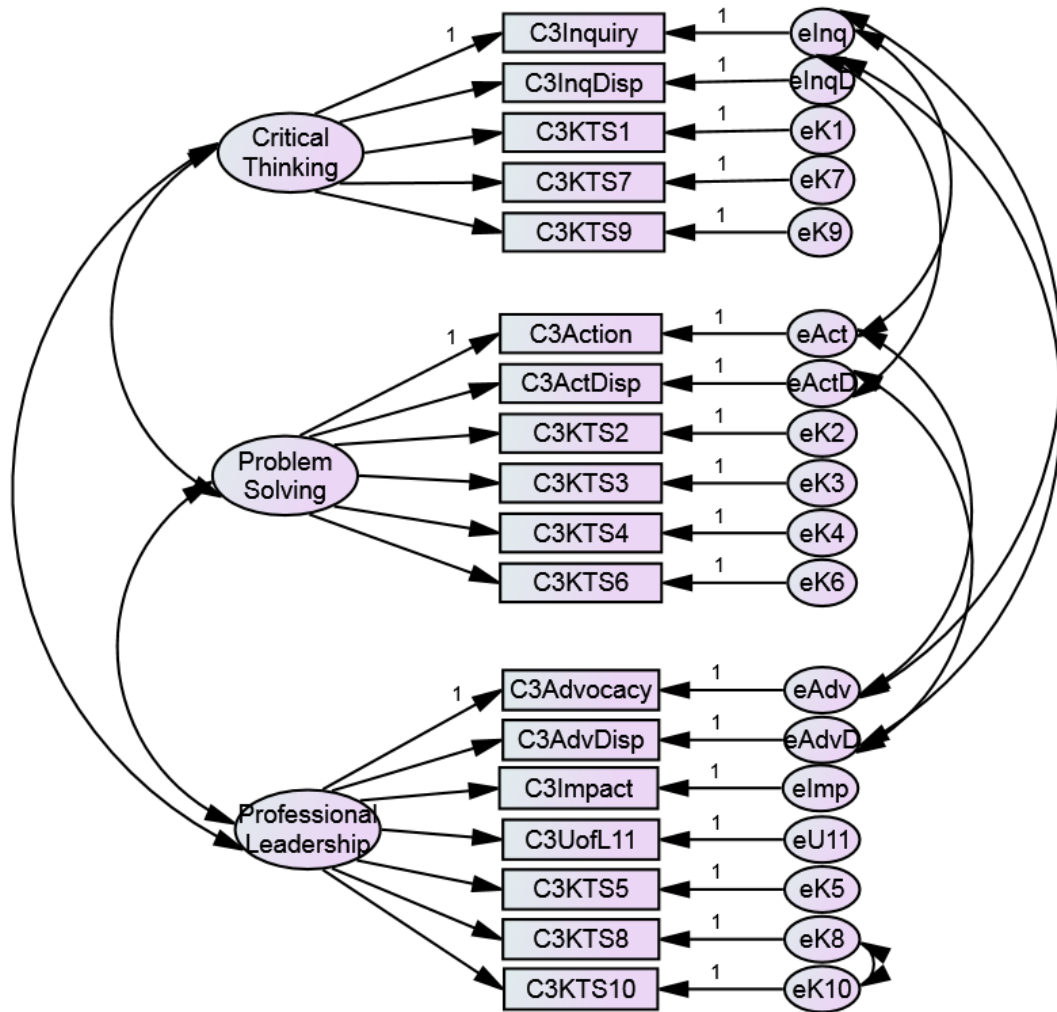 1 C3Inquiry 1 eInq
C3InqDisp 1 eInqD
Critical
Thinking
C3KTS1 1 eK1
C3KTS7 1 eK7
C3KTS9 1 eK9
1 C3Action 1 eAct
C3ActDisp 1 eActD
C3KTS2 1 eK2
Problem
Solving
C3KTS3 1 eK3
C3KTS4 1 eK4
C3KTS6 1 eK6
1 C3Advocacy 1 eAdv
C3AdvDisp 1 eAdvD
C3Impact 1 eImp
Professional
Leadership
C3UofL11 1 eU11
C3KTS5 1 eK5
C3KTS8 1 eK8
C3KTS10 1 eK10